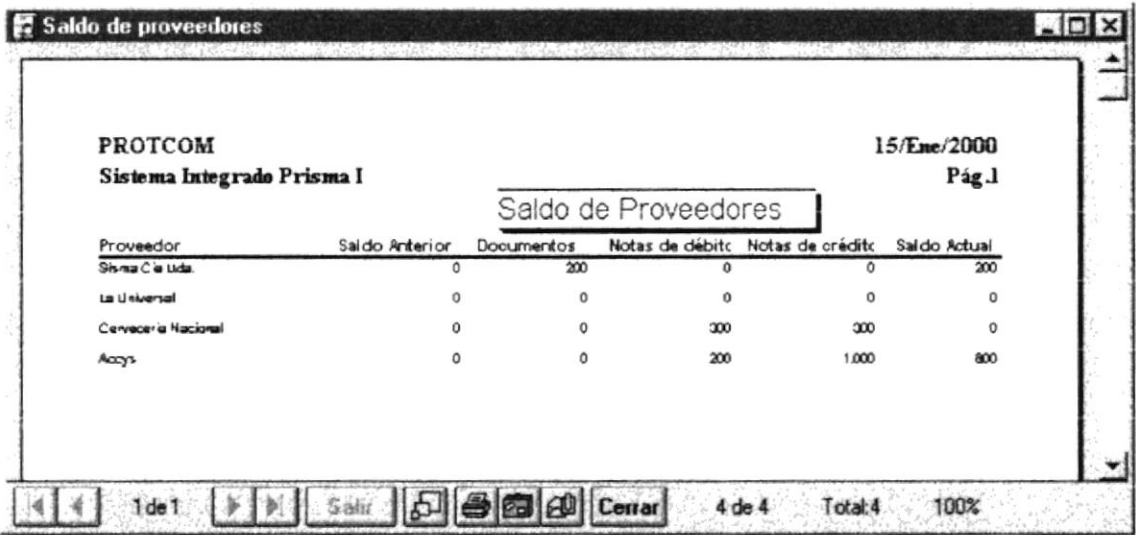 Saldo de proveedores
PROTCOM 15/Ene/2000
Sistema Integrado Prisma I Pág.1
Saldo de Proveedores
Proveedor Saldo Anterior Documentos Notas de débito Notas de crédito Saldo Actual
Sisma Cia Ltda. 0 200 0 0 200
La Universal 0 0 0 0 0
Cerveceria Nacional 0 0 300 300 0
Accys 0 0 200 1.000 800
1 de 1 Salir Cerrar 4 de 4 Total:4 100%